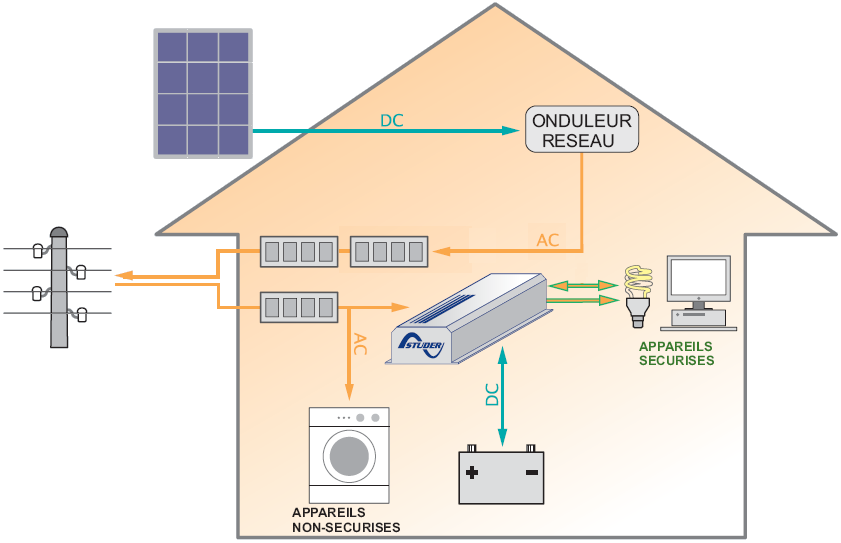 DC
ONDULEUR
RESEAU
AC
STUDER
APPAREILS
SECURISES
AC
DC
APPAREILS
NON-SECURISES